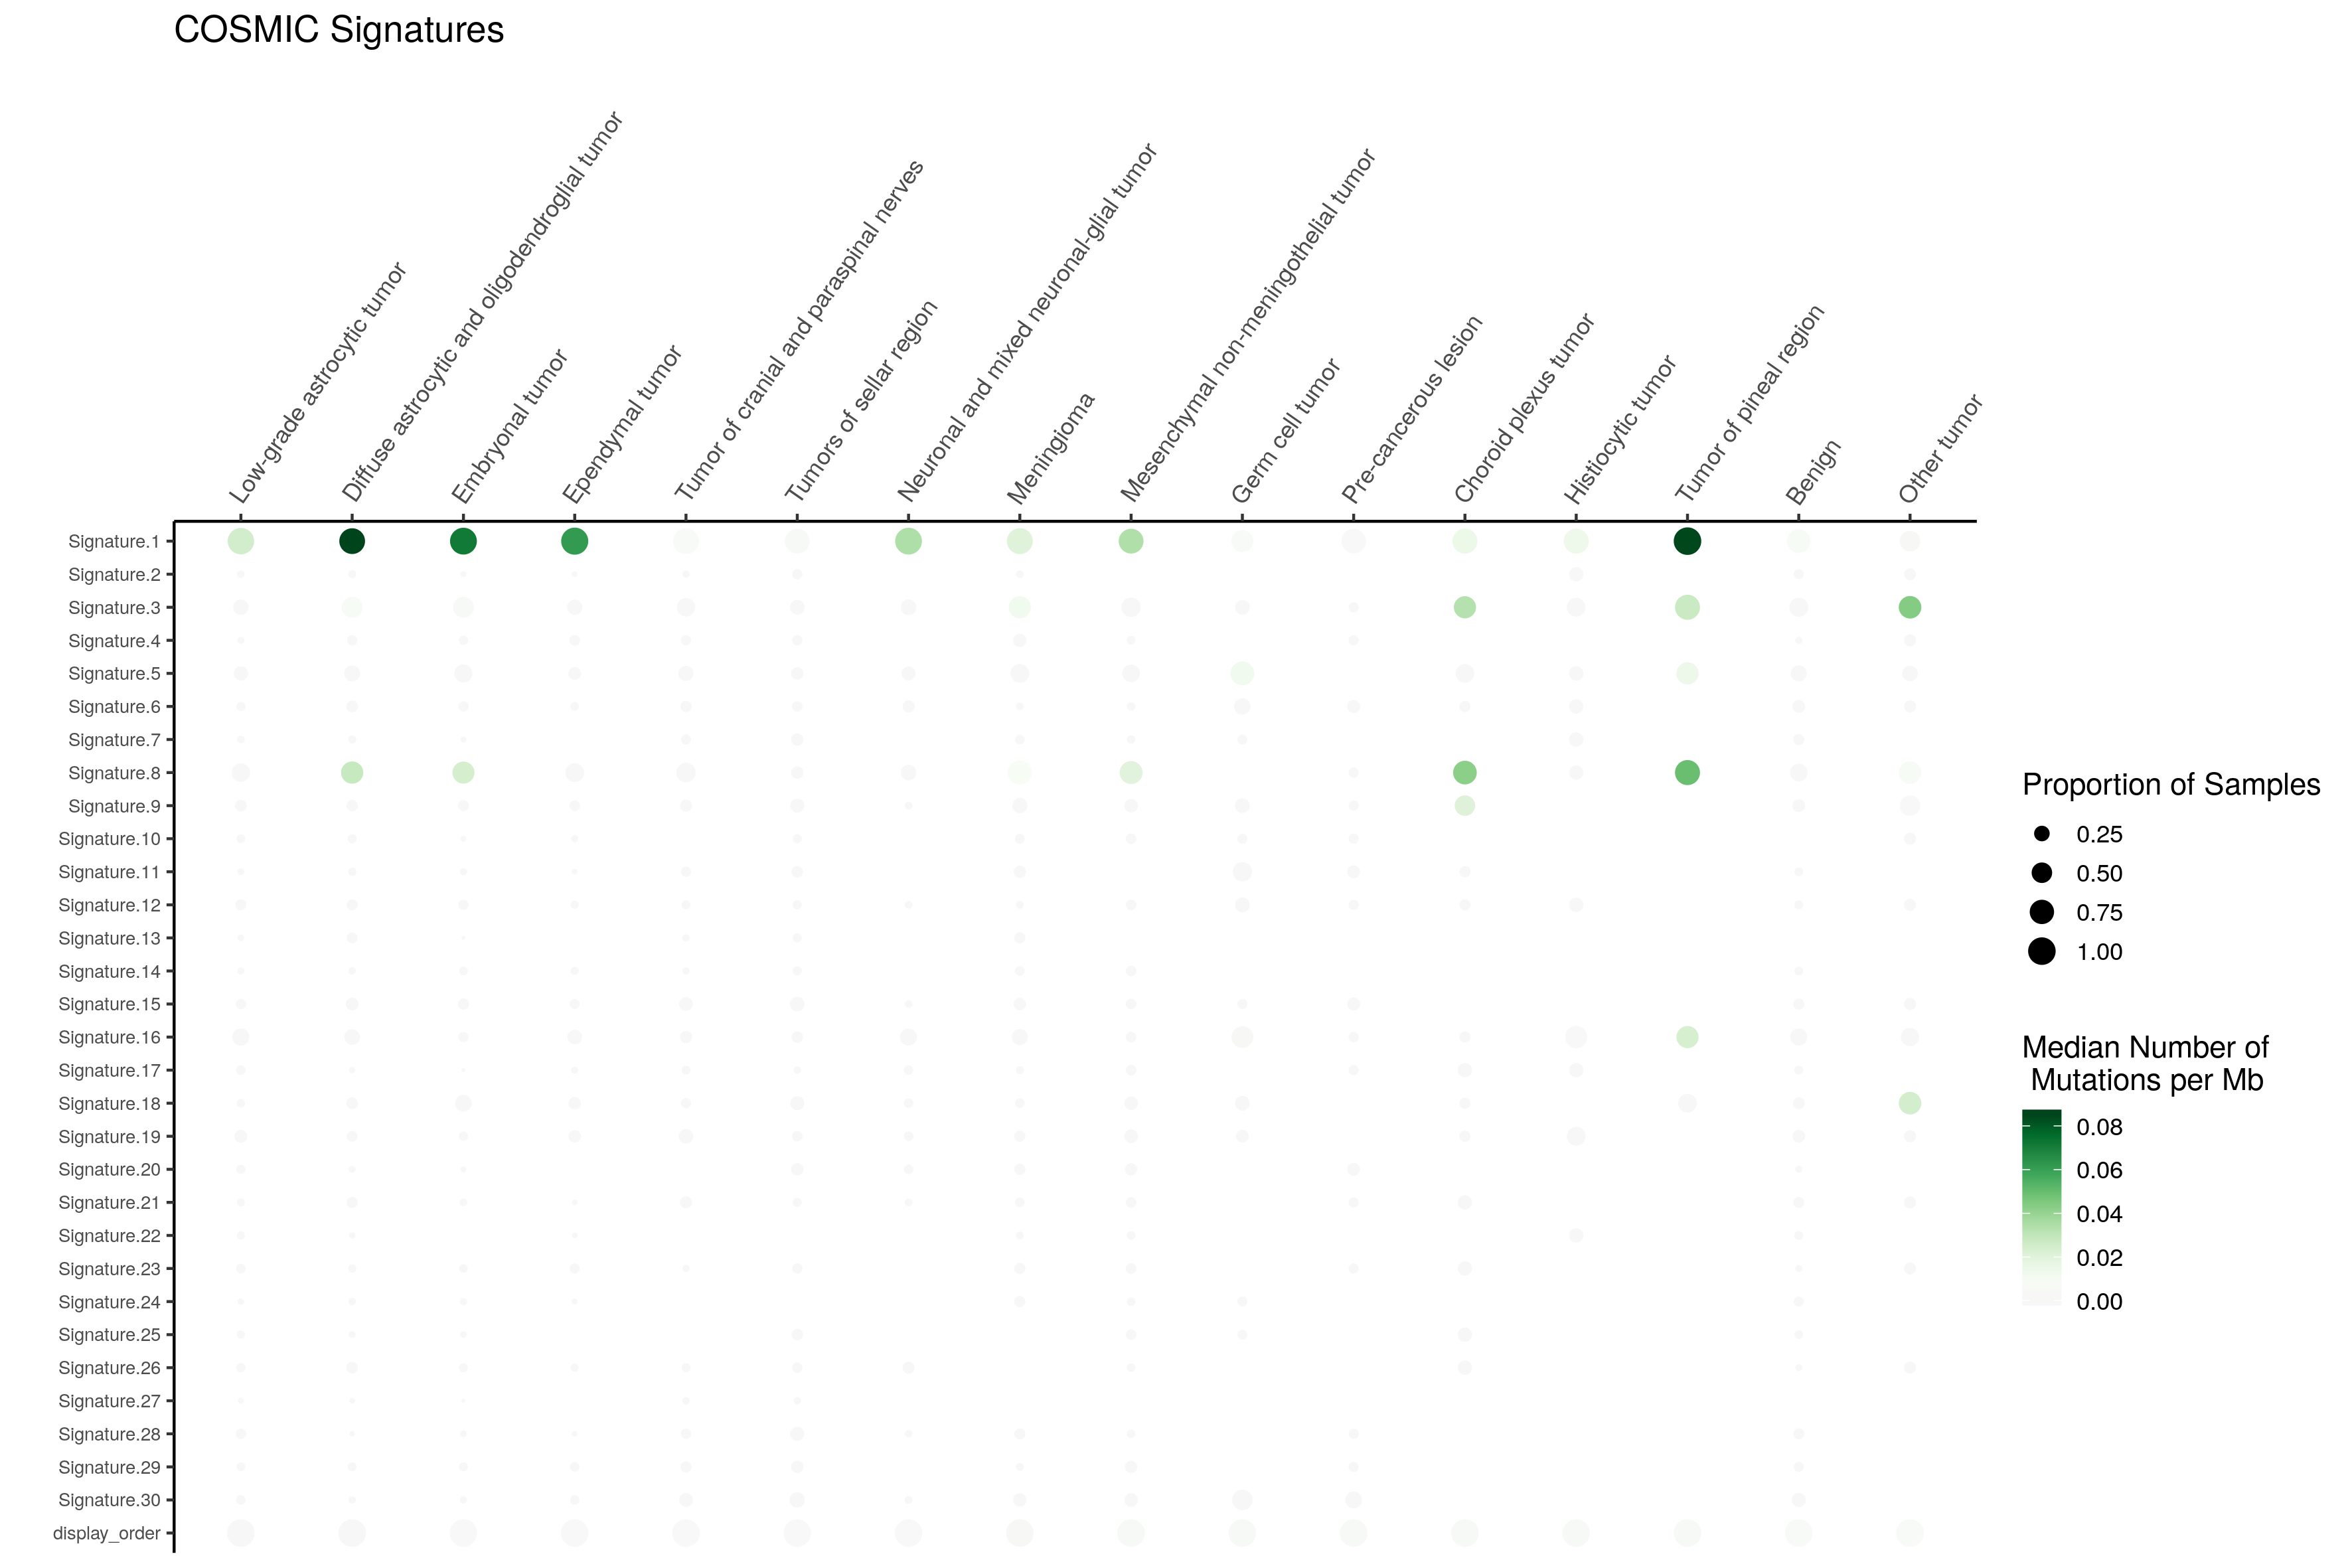 COSMIC Signatures
Low-grade astrocytic tumor
Diffuse astrocytic and oligodendroglial tumor
Embryonal tumor
Ependymal tumor
Tumor of cranial and paraspinal nerves
Tumors of sellar region
Neuronal and mixed neuronal-glial tumor
Meningioma
Mesenchymal non-meningothelial tumor
Germ cell tumor
Pre-cancerous lesion
Choroid plexus tumor
Histiocytic tumor
Tumor of pineal region
Benign
Other tumor
Signature.1
Signature.2
Signature.3
Signature.4
Signature.5
Signature.6
Signature.7
Signature.8
Signature.9
Signature.10
Signature.11
Signature.12
Signature.13
Signature.14
Signature.15
Signature.16
Signature.17
Signature.18
Signature.19
Signature.20
Signature.21
Signature.22
Signature.23
Signature.24
Signature.25
Signature.26
Signature.27
Signature.28
Signature.29
Signature.30
display_order
Proportion of Samples
0.25
0.50
0.75
1.00
Median Number of
Mutations per Mb
0.08
0.06
0.04
0.02
0.00